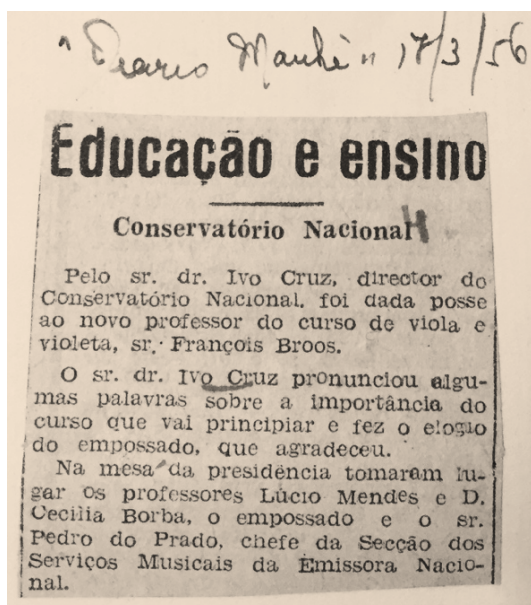 "Diario Manhã" 17/3/56
Educação e ensino
Conservatório Nacional
Pelo sr. dr. Ivo Cruz, director do
Conservatório Nacional, foi dada posse
ao novo professor do curso de viola e
violeta, sr. François Broos.
O sr. dr. Ivo Cruz pronunciou algu-
mas palavras sobre a importância do
curso que vai principiar e fez o elogio
do empossado, que agradeceu.
Na mesa da presidência tomaram lu-
gar os professores Lúcio Mendes e D.
Cecília Borba, o empossado e o sr.
Pedro do Prado, chefe da Secção dos
Serviços Musicais da Emissora Nacio-
nal.